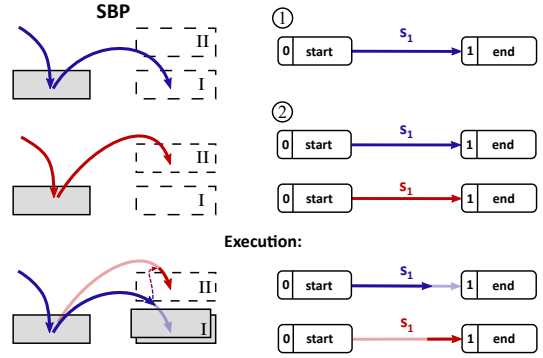 SBP
II
I
1
S1
0 start
1 end
II
I
2
S1
0 start
1 end
S1
0 start
1 end
Execution:
II
I
S1
0 start
1 end
S1
0 start
1 end